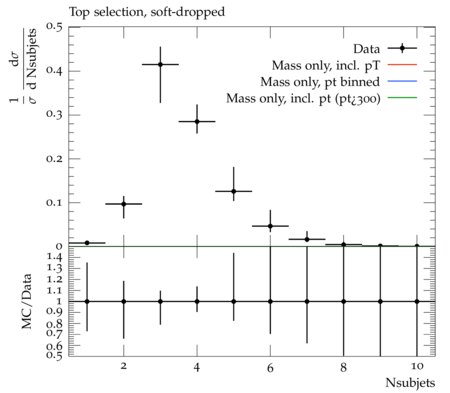 Top selection, soft-dropped
1
σ
dσ
d Nsubjets
0.5
0.4
0.3
0.2
0.1
0
Data
Mass only, incl. pT
Mass only, pt binned
Mass only, incl. pt (pt¿300)
MC/Data
1.4
1.3
1.2
1.1
1
0.9
0.8
0.7
0.6
0.5
2 4 6 8 10
Nsubjets